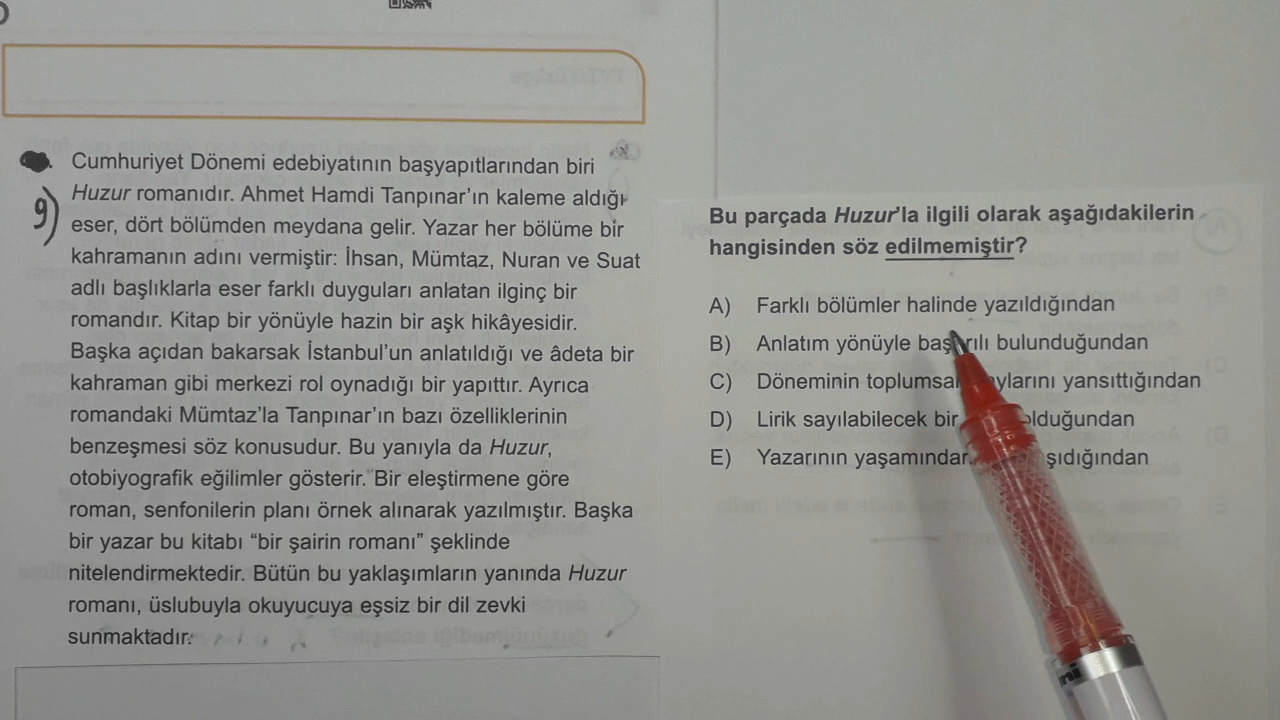 9)
Cumhuriyet Dönemi edebiyatının başyapıtlarından biri
Huzur romanıdır. Ahmet Hamdi Tanpınar'ın kaleme aldığı
eser, dört bölümden meydana gelir. Yazar her bölüme bir
kahramanın adını vermiştir: İhsan, Mümtaz, Nuran ve Suat
adlı başlıklarla eser farklı duyguları anlatan ilginç bir
romandır. Kitap bir yönüyle hazin bir aşk hikâyesidir.
Başka açıdan bakarsak İstanbul'un anlatıldığı ve âdeta bir
kahraman gibi merkezi rol oynadığı bir yapıttır. Ayrıca
romandaki Mümtaz'la Tanpınar'ın bazı özelliklerinin
benzeşmesi söz konusudur. Bu yanıyla da Huzur,
otobiyografik eğilimler gösterir. Bir eleştirmene göre
roman, senfonilerin planı örnek alınarak yazılmıştır. Başka
bir yazar bu kitabı “bir şairin romanı” şeklinde
nitelendirmektedir. Bütün bu yaklaşımların yanında Huzur
romanı, üslubuyla okuyucuya eşsiz bir dil zevki
sunmaktadır.
Bu parçada Huzur'la ilgili olarak aşağıdakilerin
hangisinden söz edilmemiştir?
A) Farklı bölümler halinde yazıldığından
B) Anlatım yönüyle başarılı bulunduğundan
C) Döneminin toplumsal yansıttığından
D) Lirik sayılabilecek bir olduğundan
E) Yazarının yaşamından